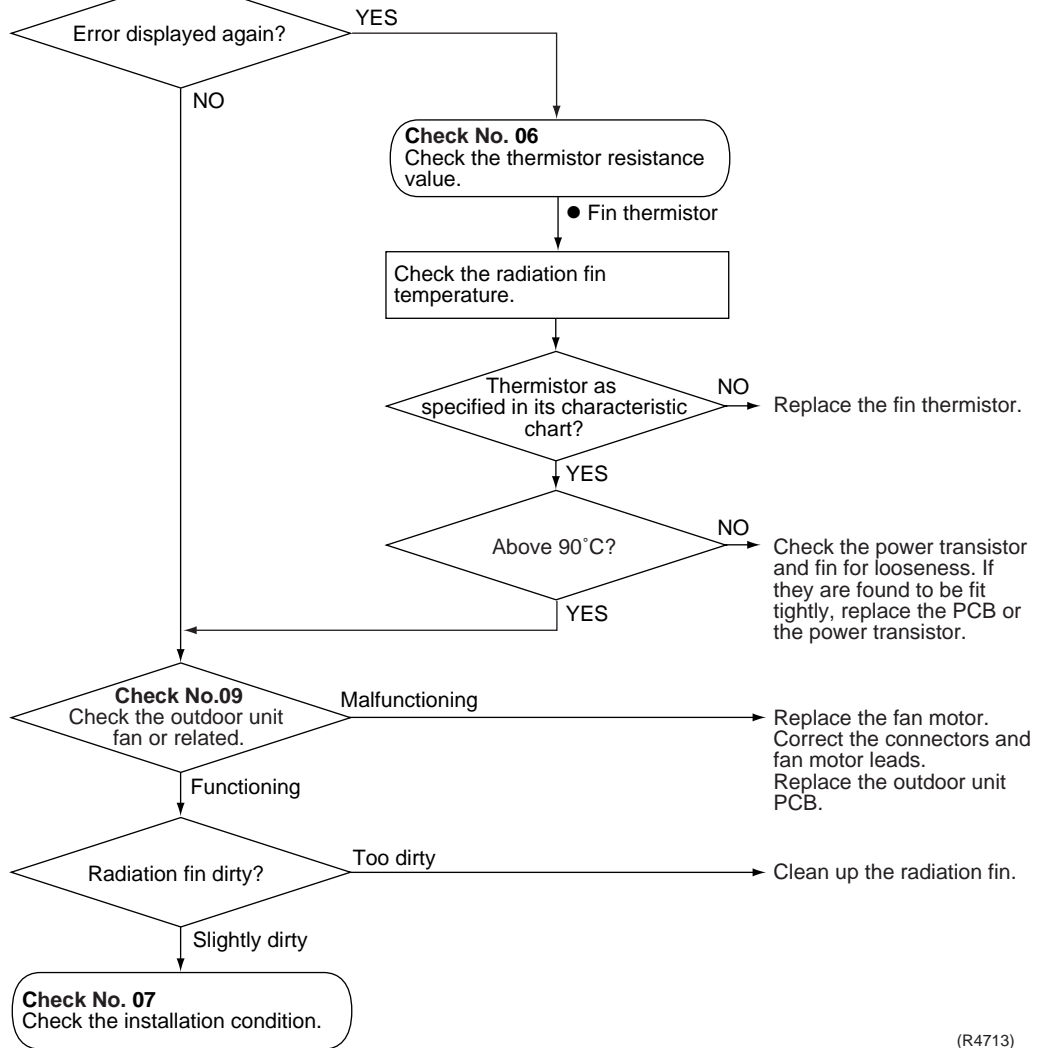 Error displayed again?
YES
NO
Check No. 06
Check the thermistor resistance
value.
● Fin thermistor
Check the radiation fin
temperature.
Thermistor as
specified in its characteristic
chart?
NO
Replace the fin thermistor.
YES
Above 90˚C?
NO
Check the power transistor
and fin for looseness. If
they are found to be fit
tightly, replace the PCB or
the power transistor.
YES
Check No.09
Check the outdoor unit
fan or related.
Malfunctioning
Replace the fan motor.
Correct the connectors and
fan motor leads.
Replace the outdoor unit
PCB.
Functioning
Radiation fin dirty?
Too dirty
Clean up the radiation fin.
Slightly dirty
Check No. 07
Check the installation condition.
(R4713)